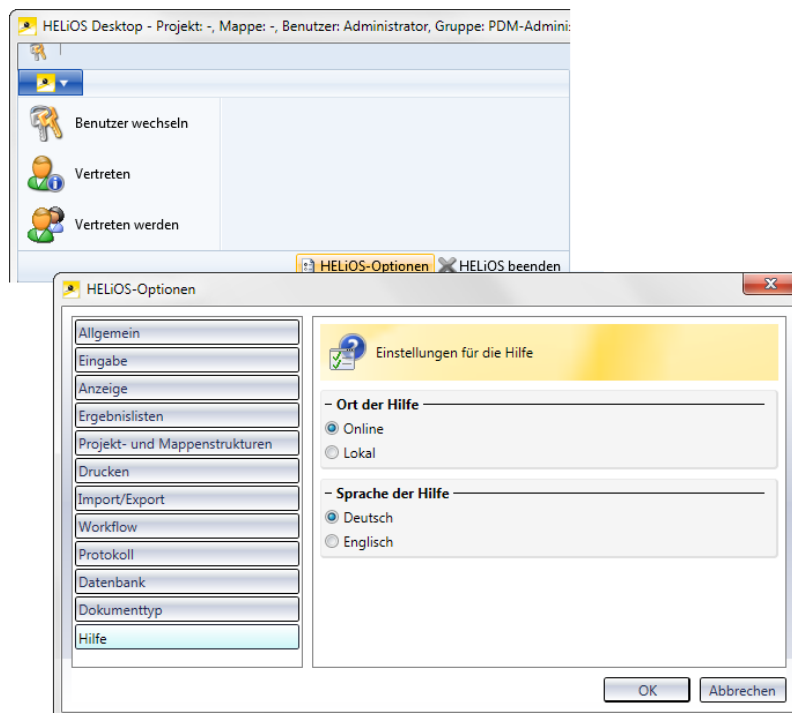 HELiOS Desktop - Projekt: -, Mappe: -, Benutzer: Administrator, Gruppe: PDM-Admini
Benutzer wechseln
Vertreten
Vertreten werden
HELiOS-Optionen HELiOS beenden
HELiOS-Optionen
Allgemein
Eingabe
Anzeige
Ergebnislisten
Projekt- und Mappenstrukturen
Drucken
Import/Export
Workflow
Protokoll
Datenbank
Dokumenttyp
Hilfe
Einstellungen für die Hilfe
– Ort der Hilfe
Online
Lokal
– Sprache der Hilfe
Deutsch
Englisch
OK Abbrechen